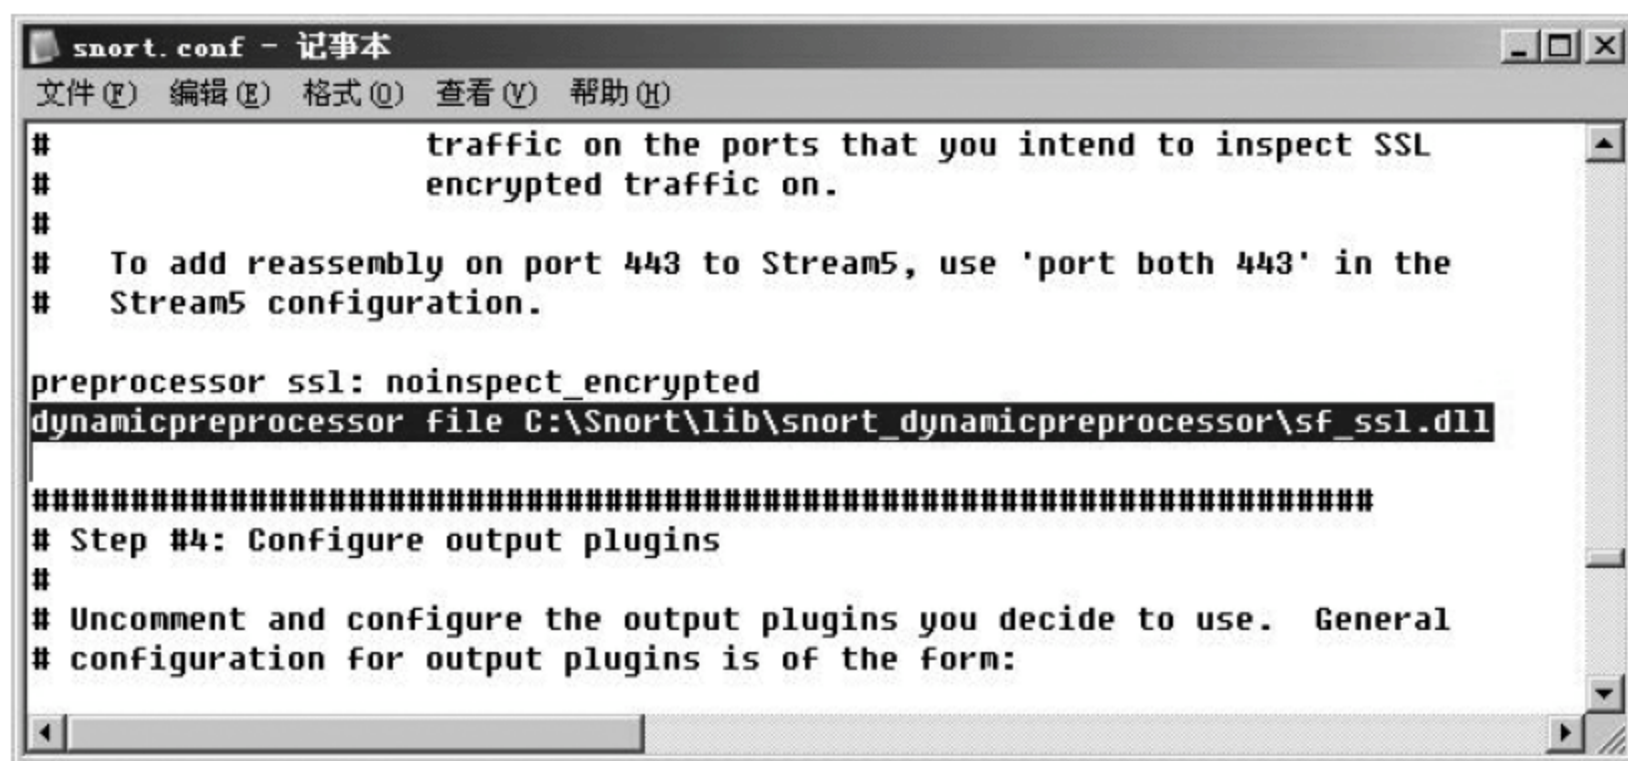 snort.conf - 记事本
文件(F) 编辑(E) 格式(O) 查看(V) 帮助(H)
# traffic on the ports that you intend to inspect SSL
# encrypted traffic on.
#
# To add reassembly on port 443 to Stream5, use 'port both 443' in the
# Stream5 configuration.
preprocessor ssl: noinspect_encrypted
dynamicpreprocessor file C:\Snort\lib\snort_dynamicpreprocessor\sf_ssl.dll
####################################################################
# Step #4: Configure output plugins
#
# Uncomment and configure the output plugins you decide to use. General
# configuration for output plugins is of the form: